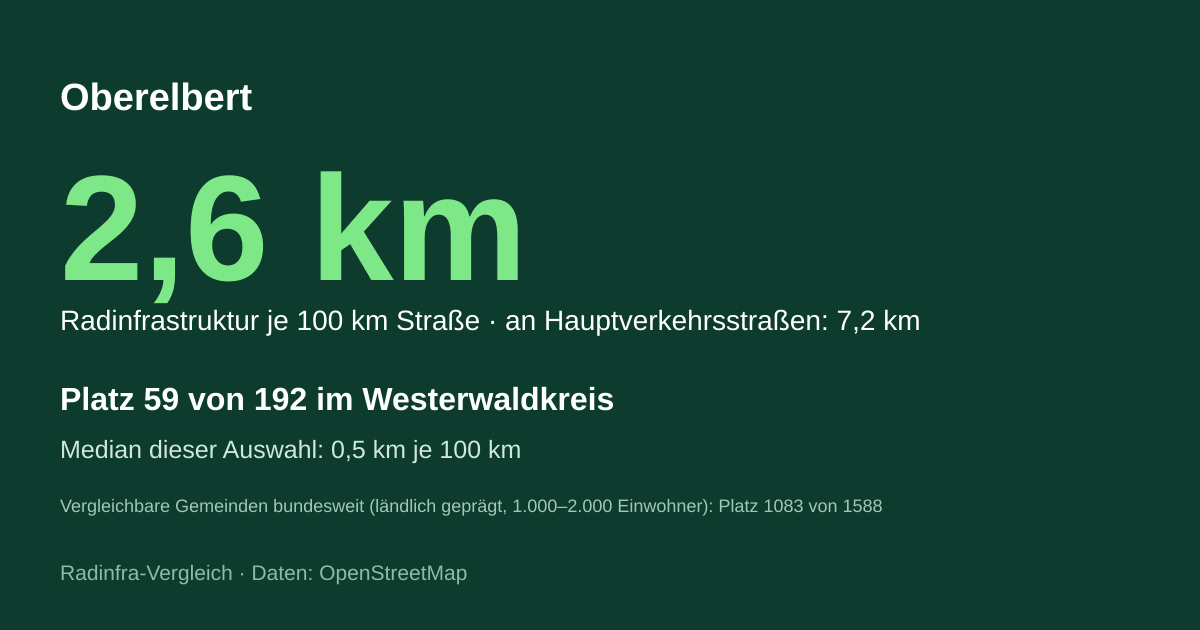 Oberelbert
2,6 km
Radinfrastruktur je 100 km Straße · an Hauptverkehrsstraßen: 7,2 km
Platz 59 von 192 im Westerwaldkreis
Median dieser Auswahl: 0,5 km je 100 km
Vergleichbare Gemeinden bundesweit (ländlich geprägt, 1.000–2.000 Einwohner): Platz 1083 von 1588
Radinfra-Vergleich · Daten: OpenStreetMap